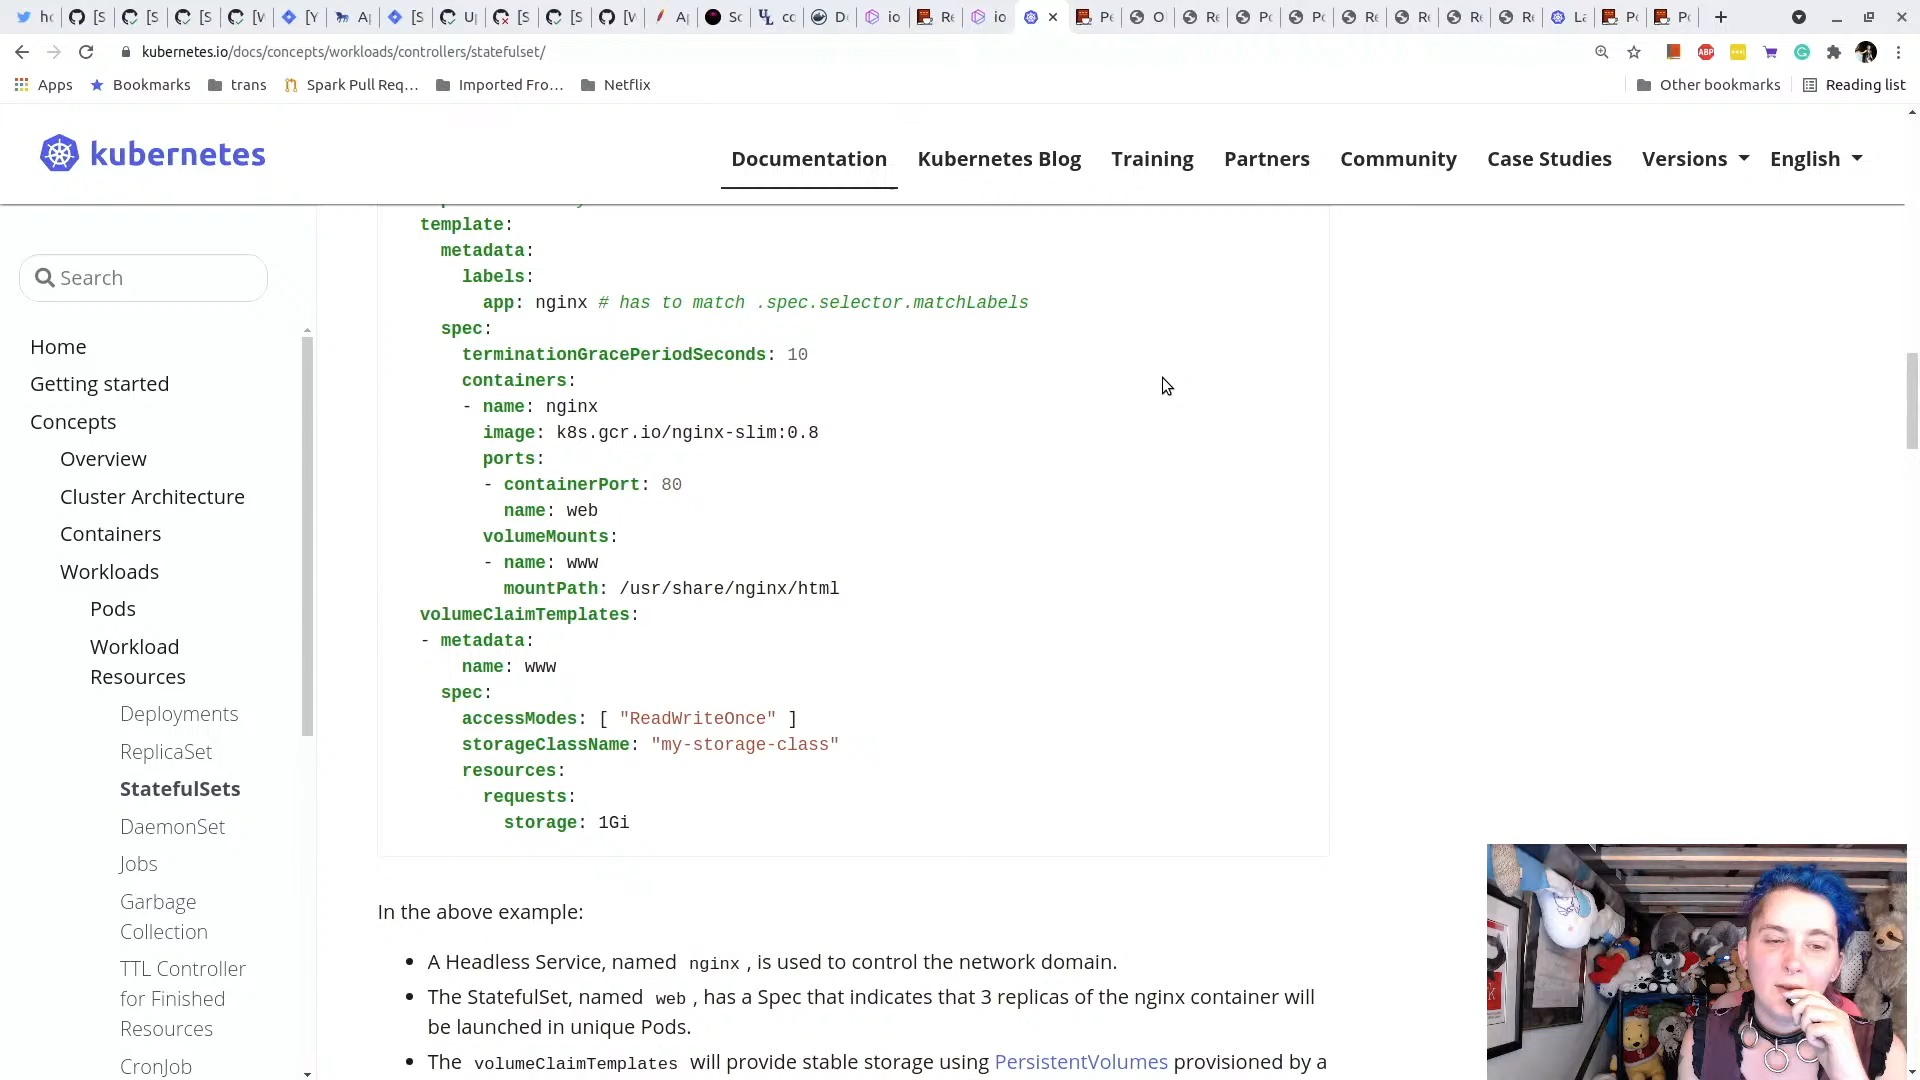 kubernetes.io/docs/concepts/workloads/controllers/statefulset/
Apps
Bookmarks
trans
Spark Pull Req...
Imported Fro...
Netflix
Other bookmarks
Reading list
kubernetes
Documentation
Kubernetes Blog
Training
Partners
Community
Case Studies
Versions
English
Search
Home
Getting started
Concepts
Overview
Cluster Architecture
Containers
Workloads
Pods
Workload
Resources
Deployments
ReplicaSet
StatefulSets
DaemonSet
Jobs
Garbage
Collection
TTL Controller
for Finished
Resources
CronJob
template:
metadata:
labels:
app: nginx # has to match .spec.selector.matchLabels
spec:
terminationGracePeriodSeconds: 10
containers:
- name: nginx
image: k8s.gcr.io/nginx-slim:0.8
ports:
- containerPort: 80
name: web
volumeMounts:
- name: www
mountPath: /usr/share/nginx/html
volumeClaimTemplates:
- metadata:
name: www
spec:
accessModes: [ "ReadWriteOnce" ]
storageClassName: "my-storage-class"
resources:
requests:
storage: 1Gi
In the above example:
• A Headless Service, named nginx , is used to control the network domain.
• The StatefulSet, named web , has a Spec that indicates that 3 replicas of the nginx container will
be launched in unique Pods.
• The volumeClaimTemplates will provide stable storage using PersistentVolumes provisioned by a